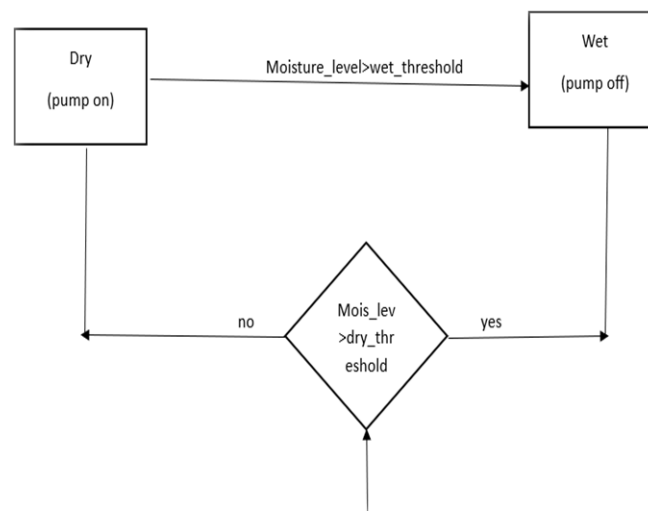 Dry
(pump on)
Moisture_level>wet_threshold
Wet
(pump off)
no
Mois_lev
>dry_thr
eshold
yes